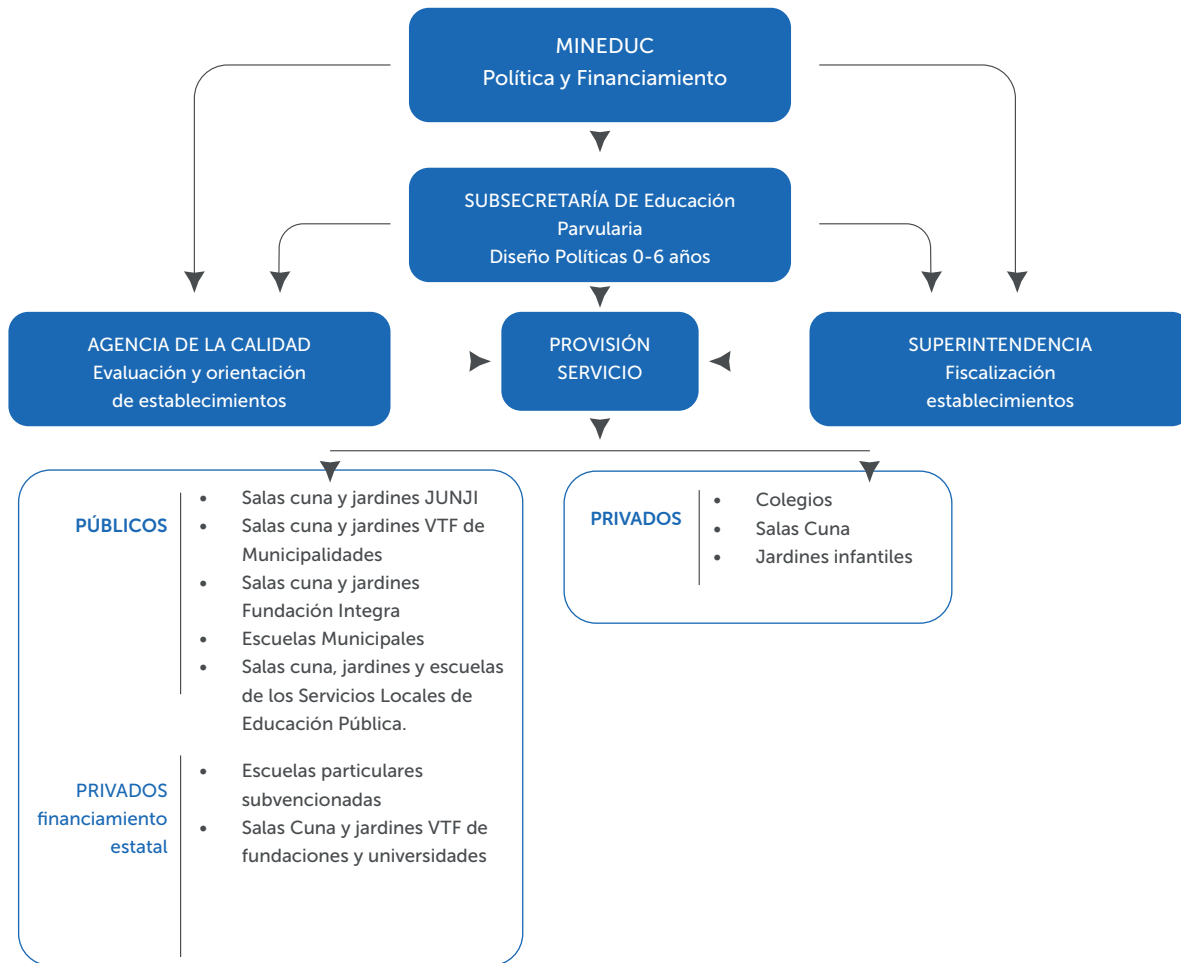 MINEDUC
Política y Financiamiento
SUBSECRETARÍA DE Educación
Parvularia
Diseño Políticas 0-6 años
AGENCIA DE LA CALIDAD
Evaluación y orientación
de establecimientos
PROVISIÓN
SERVICIO
SUPERINTENDENCIA
Fiscalización
establecimientos
PÚBLICOS
• Salas cuna y jardines JUNJI
• Salas cuna y jardines VTF de
Municipalidades
• Salas cuna y jardines
Fundación Integra
• Escuelas Municipales
• Salas cuna, jardines y escuelas
de los Servicios Locales de
Educación Pública.
PRIVADOS
financiamiento
estatal
• Escuelas particulares
subvencionadas
• Salas Cuna y jardines VTF de
fundaciones y universidades
PRIVADOS
• Colegios
• Salas Cuna
• Jardines infantiles